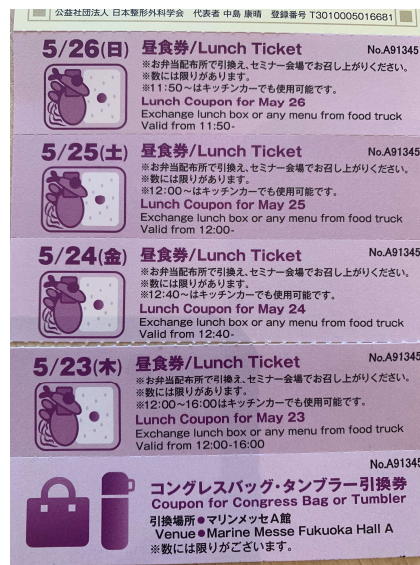 公益社団法人 日本整形外科学会 代表者 中島 康晴 登録番号 T3010005016681
5/26(日) 昼食券/Lunch Ticket No.A91345
※お弁当配布所で引換え、セミナー会場でお召し上がりください。
※数には限りがあります。
※11:50～はキッチンカーでも使用可能です。
Lunch Coupon for May 26
Exchange lunch box or any menu from food truck
Valid from 11:50-
5/25(土) 昼食券/Lunch Ticket No.A91345
※お弁当配布所で引換え、セミナー会場でお召し上がりください。
※数には限りがあります。
※12:00～はキッチンカーでも使用可能です。
Lunch Coupon for May 25
Exchange lunch box or any menu from food truck
Valid from 12:00-
5/24(金) 昼食券/Lunch Ticket No.A91345
※お弁当配布所で引換え、セミナー会場でお召し上がりください。
※数には限りがあります。
※12:40～はキッチンカーでも使用可能です。
Lunch Coupon for May 24
Exchange lunch box or any menu from food truck
Valid from 12:40-
5/23(木) 昼食券/Lunch Ticket No.A91345
※お弁当配布所で引換え、セミナー会場でお召し上がりください。
※数には限りがあります。
※12:00～16:00はキッチンカーでも使用可能です。
Lunch Coupon for May 23
Exchange lunch box or any menu from food truck
Valid from 12:00-16:00
No.A91345
コングレスバッグ・タンブラー引換券
Coupon for Congress Bag or Tumbler
引換場所●マリンメッセA館
Venue●Marine Messe Fukuoka Hall A
※数には限りがございます。